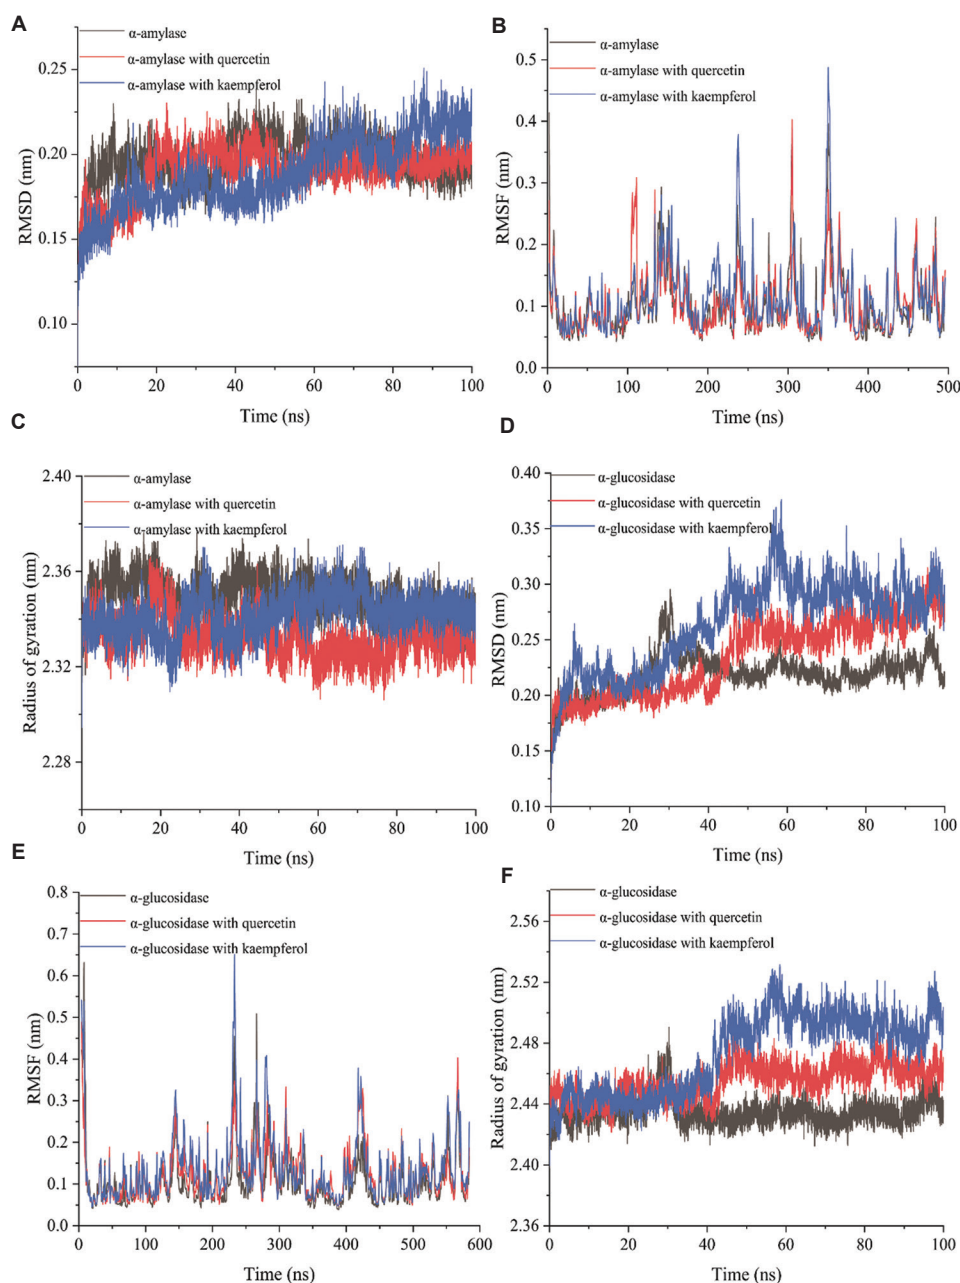 A
α-amylase
α-amylase with quercetin
α-amylase with kaempferol
RMSD (nm)
0.25
0.20
0.15
0.10
0 20 40 60 80 100
Time (ns)
B
α-amylase
α-amylase with quercetin
α-amylase with kaempferol
RMSF (nm)
0.5
0.4
0.3
0.2
0.1
0.0
0 100 200 300 400 500
Time (ns)
C
α-amylase
α-amylase with quercetin
α-amylase with kaempferol
Radius of gyration (nm)
2.40
2.36
2.32
2.28
0 20 40 60 80 100
Time (ns)
D
α-glucosidase
α-glucosidase with quercetin
α-glucosidase with kaempferol
RMSD (nm)
0.40
0.35
0.30
0.25
0.20
0.15
0.10
0 20 40 60 80 100
Time (ns)
E
α-glucosidase
α-glucosidase with quercetin
α-glucosidase with kaempferol
RMSF (nm)
0.8
0.7
0.6
0.5
0.4
0.3
0.2
0.1
0.0
0 100 200 300 400 500 600
Time (ns)
F
α-glucosidase
α-glucosidase with quercetin
α-glucosidase with kaempferol
Radius of gyration (nm)
2.56
2.52
2.48
2.44
2.40
2.36
0 20 40 60 80 100
Time (ns)